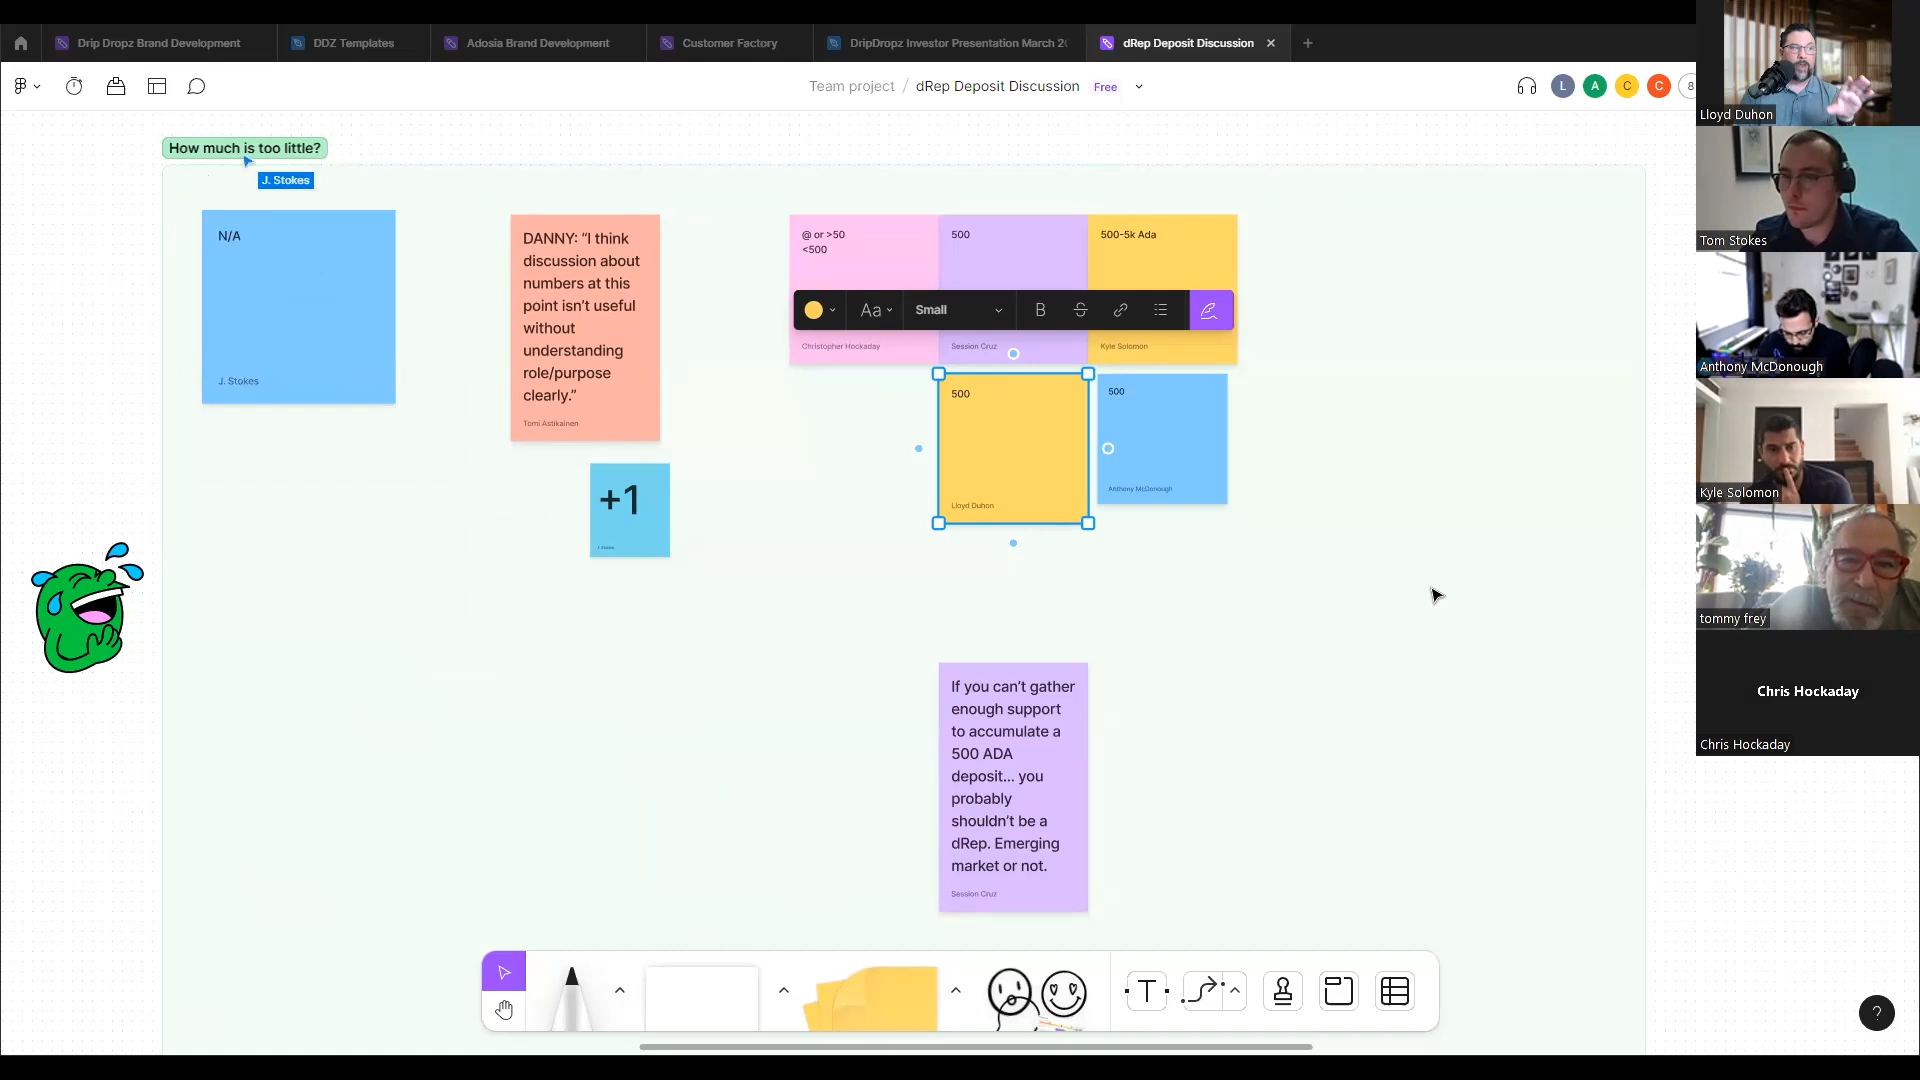 Drip Dropz Brand Development
DDZ Templates
Adosia Brand Development
Customer Factory
DripDropz Investor Presentation March
dRep Deposit Discussion
Team project / dRep Deposit Discussion Free
L
A
C
C
8
How much is too little?
J. Stokes
N/A
J. Stokes
DANNY: “I think
discussion about
numbers at this
point isn’t useful
without
understanding
role/purpose
clearly.”
Tomi Astikainen
+1
@ or >50
<500
Christopher Hockaday
500
Session Cruz
500-5k Ada
Kyle Solomon
Aa
Small
B
S
500
Lloyd Duhon
500
Anthony McDonough
If you can’t gather
enough support
to accumulate a
500 ADA
deposit... you
probably
shouldn’t be a
dRep. Emerging
market or not.
Session Cruz
T
?
Lloyd Duhon
Tom Stokes
Anthony McDonough
Kyle Solomon
tommy frey
Chris Hockaday
Chris Hockaday